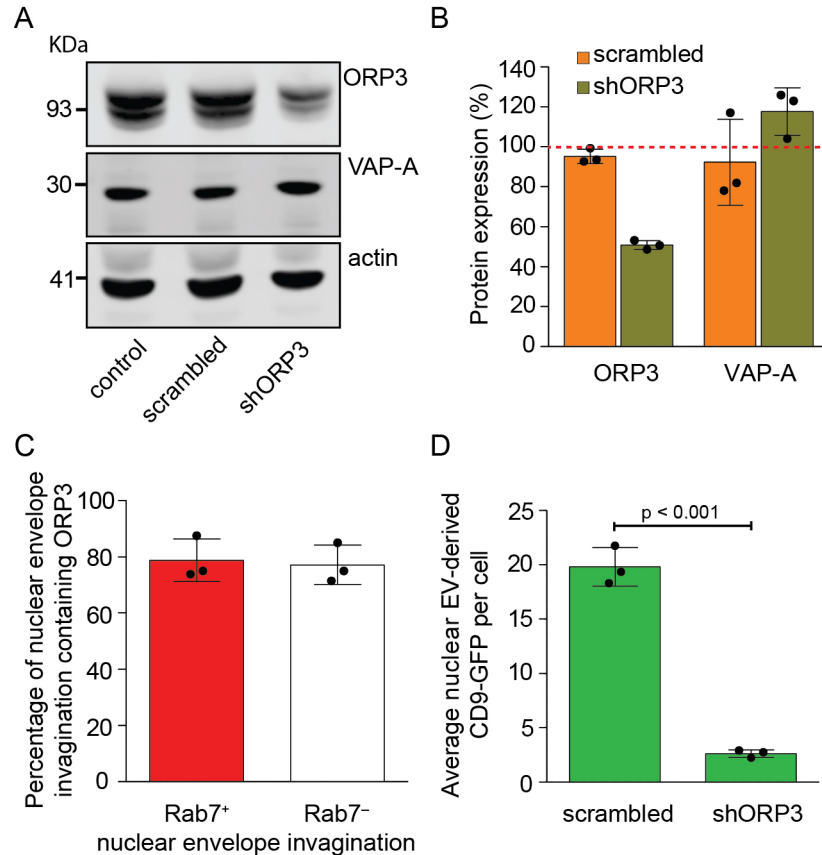 A
KDa
ORP3
93
VAP-A
30
actin
41
control
scrambled
shORP3
B
scrambled
shORP3
Protein expression (%)
140
120
100
80
60
40
20
0
ORP3
VAP-A
C
Percentage of nuclear envelope
invagination containing ORP3
100
80
60
40
20
0
Rab7⁺
Rab7⁻
nuclear envelope invagination
D
Average nuclear EV-derived
CD9-GFP per cell
25
20
15
10
5
0
p < 0.001
scrambled
shORP3